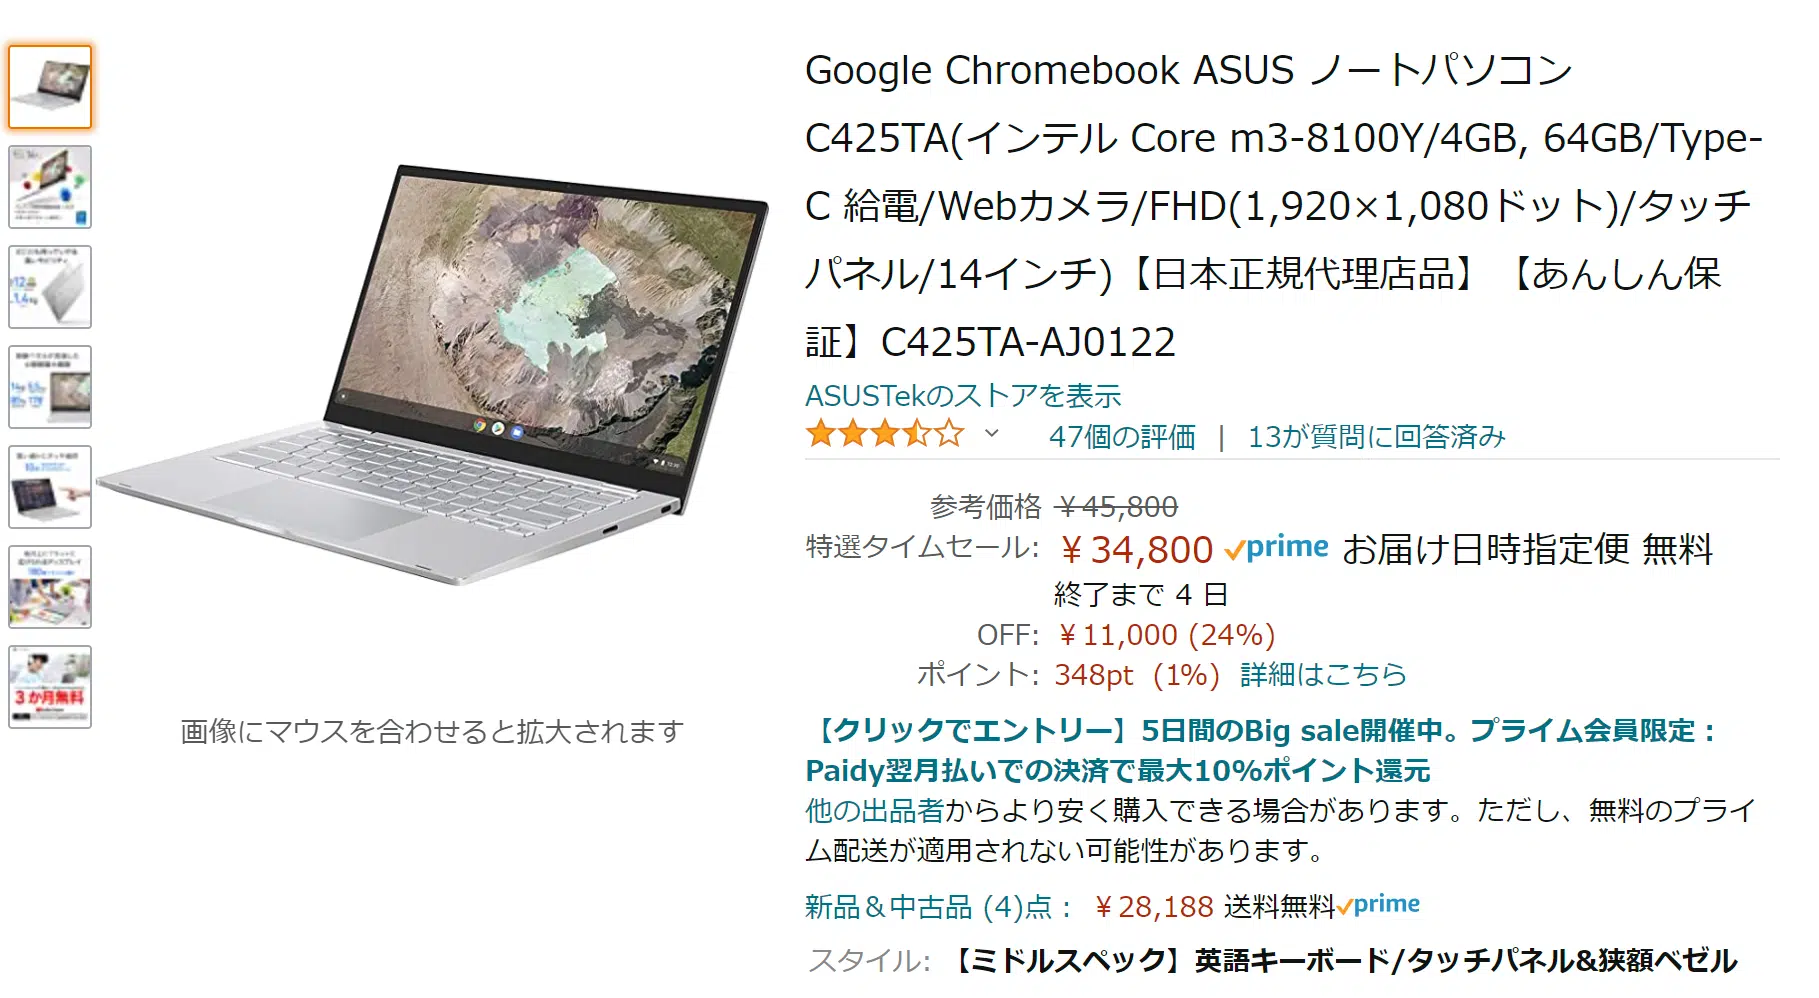 Google Chromebook ASUS ノートパソコン
C425TA(インテル Core m3-8100Y/4GB, 64GB/Type-
C 給電/Webカメラ/FHD(1,920×1,080ドット)/タッチ
パネル/14インチ)【日本正規代理店品】【あんしん保
証】C425TA-AJ0122
ASUSTekのストアを表示
47個の評価 | 13が質問に回答済み
参考価格 ￥45,800
特選タイムセール: ￥34,800 prime お届け日時指定便 無料
終了まで 4 日
OFF: ￥11,000 (24%)
ポイント: 348pt (1%) 詳細はこちら
【クリックでエントリー】5日間のBig sale開催中。プライム会員限定：
Paidy翌月払いでの決済で最大10%ポイント還元
他の出品者からより安く購入できる場合があります。ただし、無料のプライ
ム配送が適用されない可能性があります。
新品＆中古品 (4)点： ￥28,188 送料無料prime
スタイル: 【ミドルスペック】英語キーボード/タッチパネル&狭額ベゼル
画像にマウスを合わせると拡大されます
3か月無料